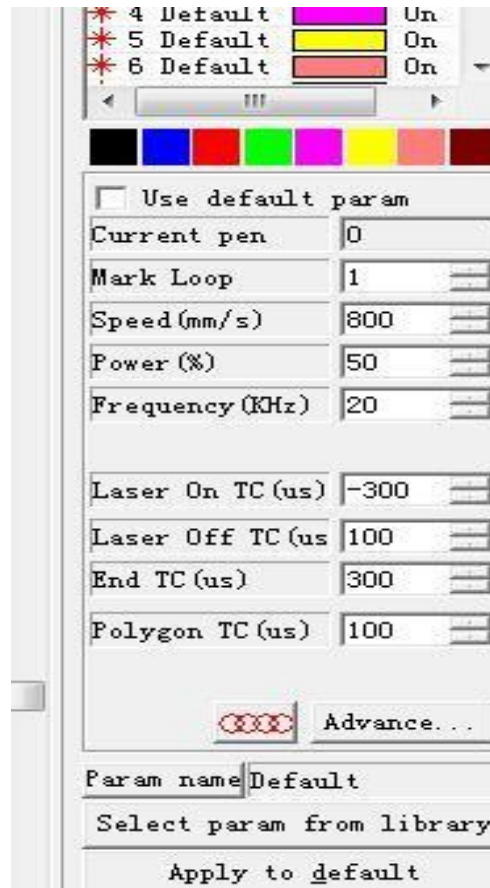 4 Default On
5 Default On
6 Default On
Use default param
Current pen 0
Mark Loop 1
Speed(mm/s) 800
Power(%) 50
Frequency(KHz) 20
Laser On TC(us) -300
Laser Off TC(us 100
End TC(us) 300
Polygon TC(us) 100
Advance...
Param name Default
Select param from library
Apply to default